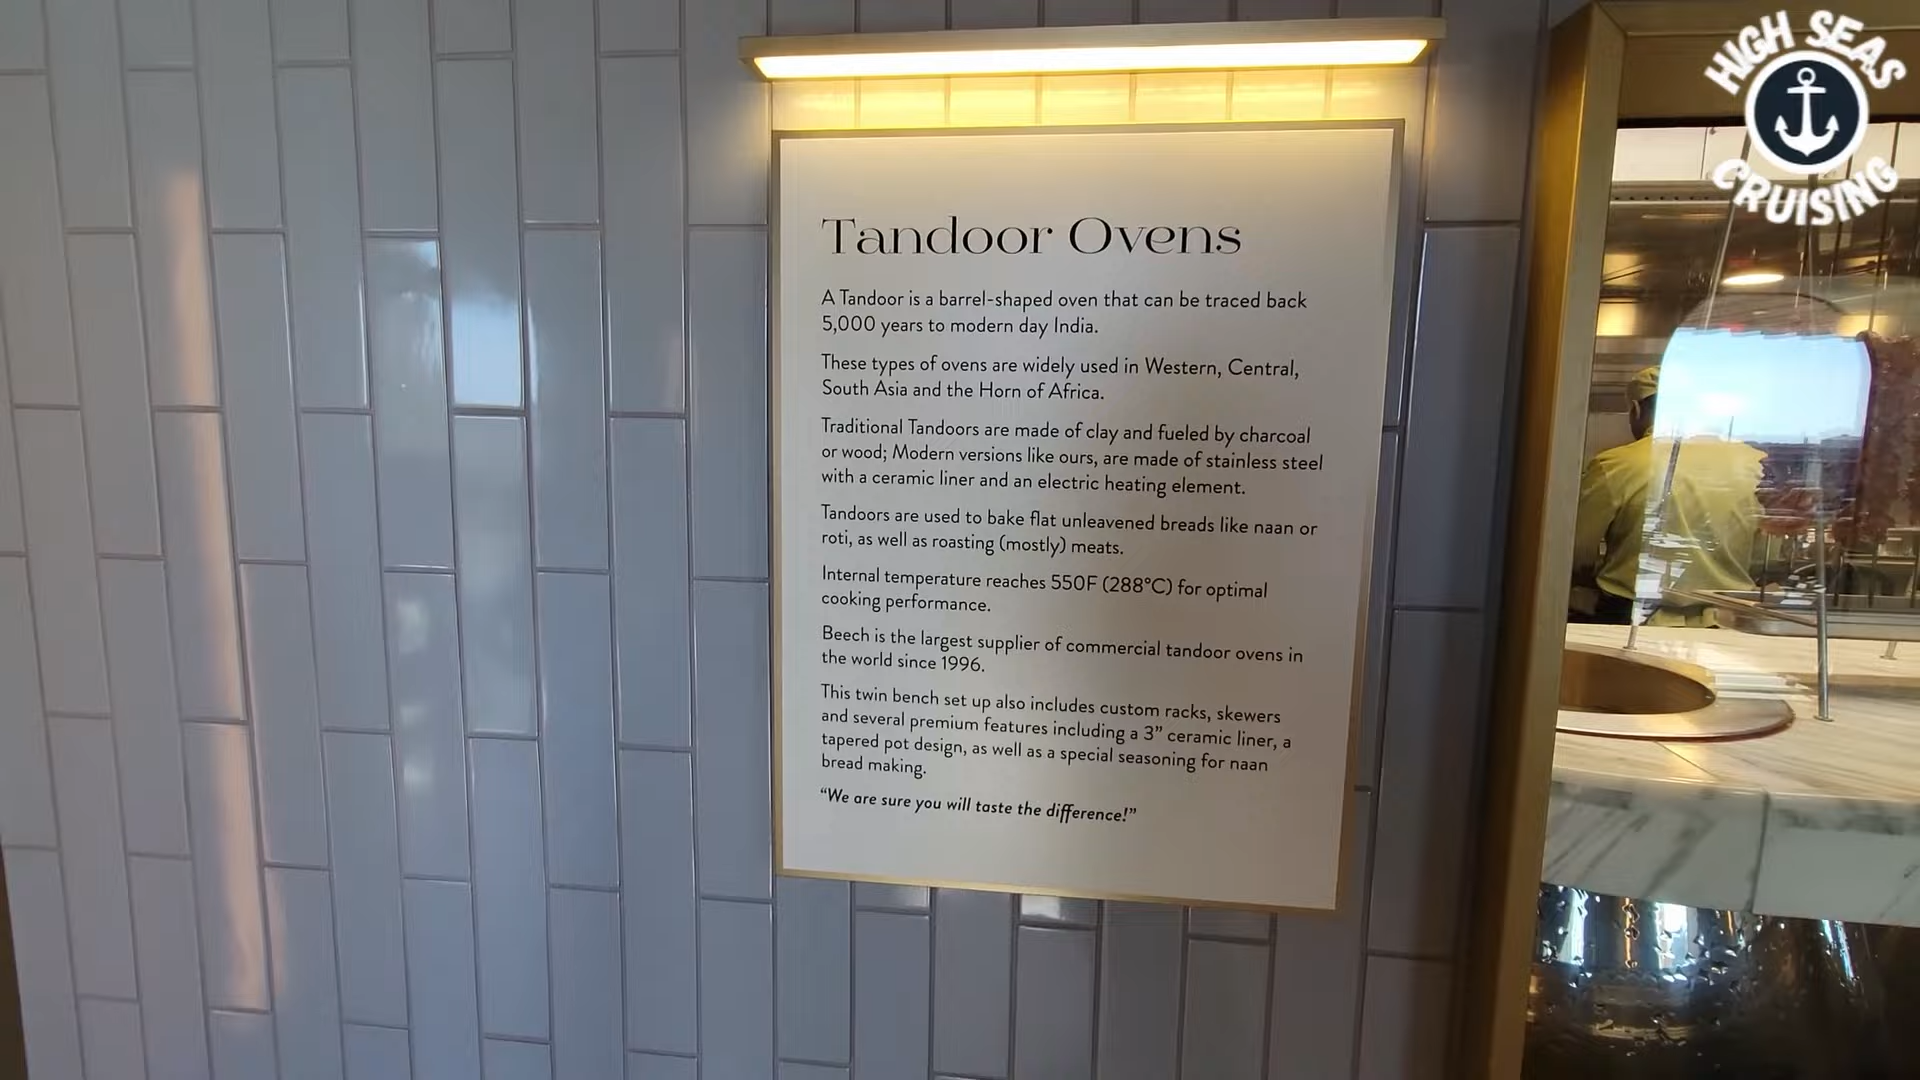 HIGH SEAS
CRUISING
Tandoor Ovens
A Tandoor is a barrel-shaped oven that can be traced back
5,000 years to modern day India.
These types of ovens are widely used in Western, Central,
South Asia and the Horn of Africa.
Traditional Tandoors are made of clay and fueled by charcoal
or wood; Modern versions like ours, are made of stainless steel
with a ceramic liner and an electric heating element.
Tandoors are used to bake flat unleavened breads like naan or
roti, as well as roasting (mostly) meats.
Internal temperature reaches 550F (288°C) for optimal
cooking performance.
Beech is the largest supplier of commercial tandoor ovens in
the world since 1996.
This twin bench set up also includes custom racks, skewers
and several premium features including a 3” ceramic liner, a
tapered pot design, as well as a special seasoning for naan
bread making.
“We are sure you will taste the difference!”